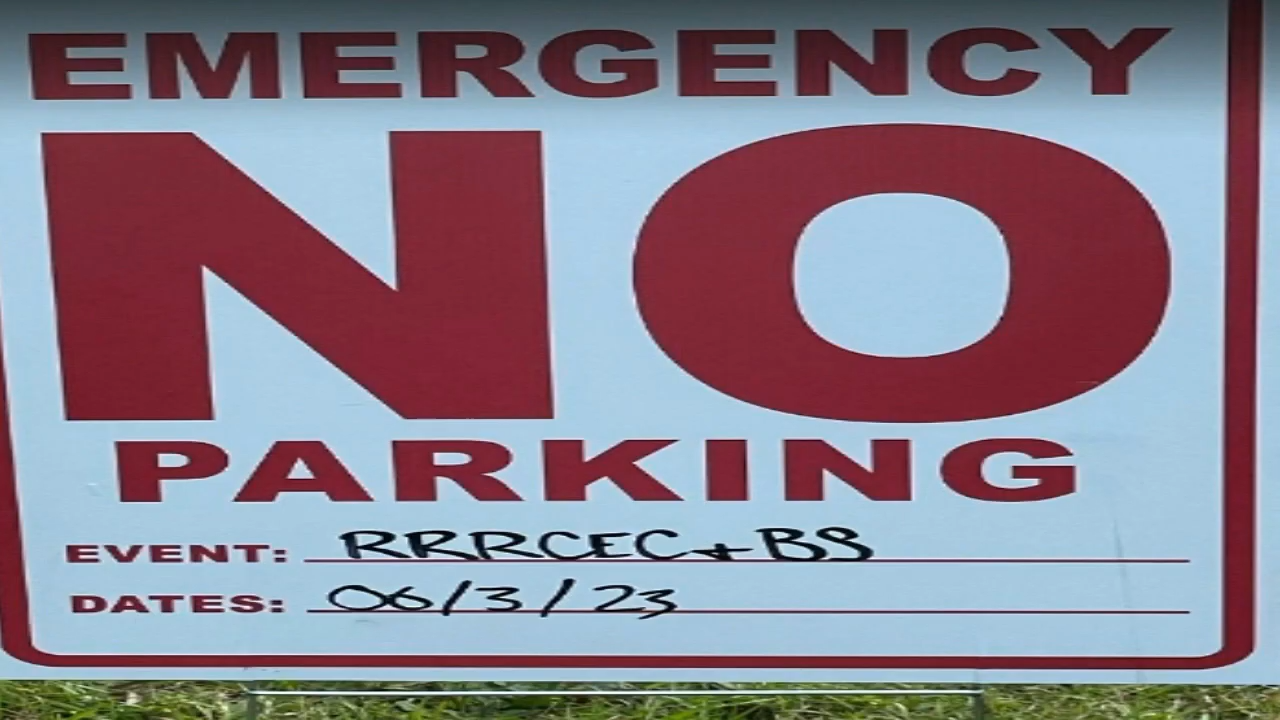 EMERGENCY
NO
PARKING
EVENT: RRRCEC+BS
DATES: 06/3/23